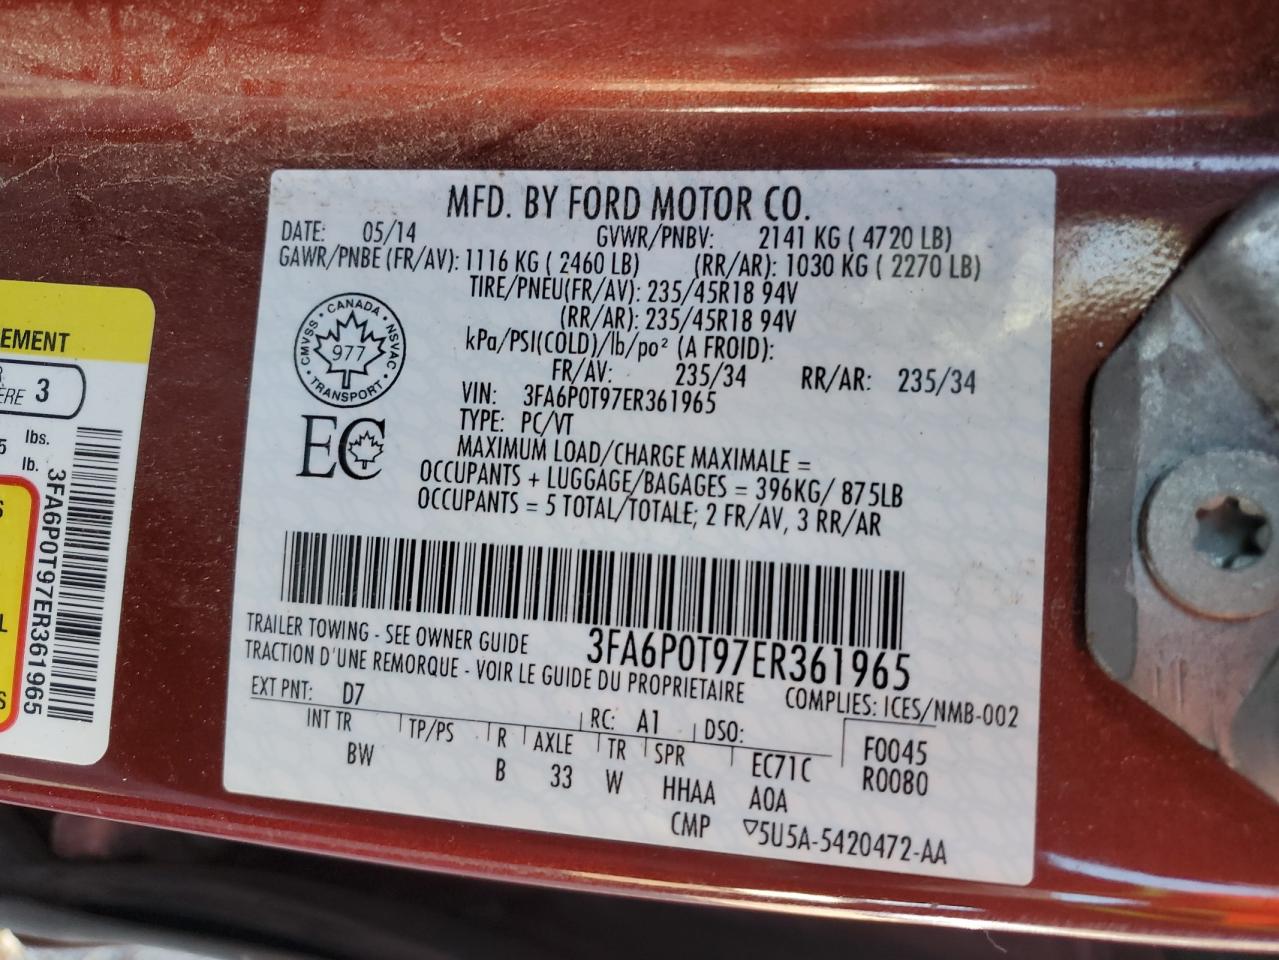 MFD. BY FORD MOTOR CO.
DATE: 05/14 GVWR/PNBV: 2141 KG ( 4720 LB)
GAWR/PNBE (FR/AV): 1116 KG ( 2460 LB) (RR/AR): 1030 KG ( 2270 LB)
TIRE/PNEU(FR/AV): 235/45R18 94V
(RR/AR): 235/45R18 94V
kPa/PSI(COLD)/lb/po² (A FROID):
FR/AV: 235/34 RR/AR: 235/34
VIN: 3FA6P0T97ER361965
TYPE: PC/VT
MAXIMUM LOAD/CHARGE MAXIMALE =
OCCUPANTS + LUGGAGE/BAGAGES = 396KG/ 875LB
OCCUPANTS = 5 TOTAL/TOTALE; 2 FR/AV, 3 RR/AR
CANADA
CMVSS NSVAC
977
TRANSPORT
EC
3FA6P0T97ER361965
TRAILER TOWING - SEE OWNER GUIDE
TRACTION D'UNE REMORQUE - VOIR LE GUIDE DU PROPRIETAIRE
COMPLIES: ICES/NMB-002
EXT PNT: D7 RC: A1 DSO:
INT TR TP/PS R AXLE TR SPR EC71C F0045
BW B 33 W HHAA A0A R0080
CMP 5U5A-5420472-AA
EMENT
ÈRE 3
5 lbs.
lb.
3FA6P0T97ER361965